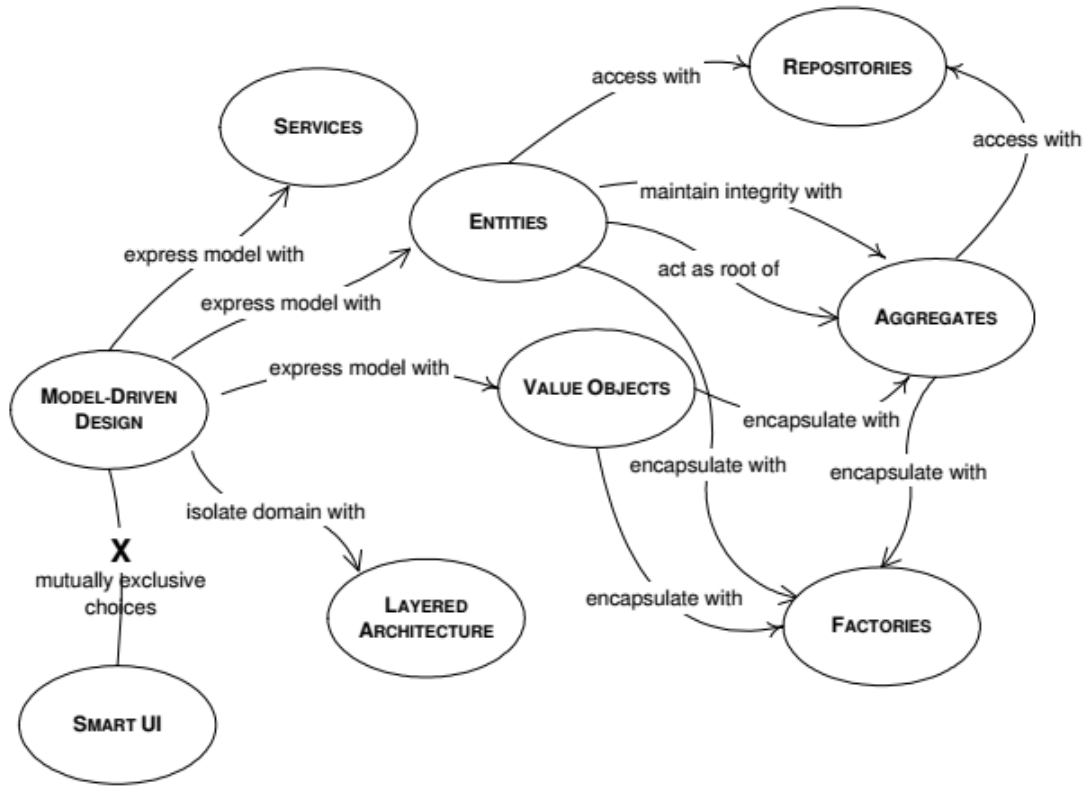 REPOSITORIES
access with
SERVICES
access with
maintain integrity with
ENTITIES
express model with
act as root of
express model with
AGGREGATES
express model with
VALUE OBJECTS
MODEL-DRIVEN
DESIGN
encapsulate with
encapsulate with
encapsulate with
isolate domain with
X
mutually exclusive
choices
encapsulate with
LAYERED
ARCHITECTURE
FACTORIES
SMART UI